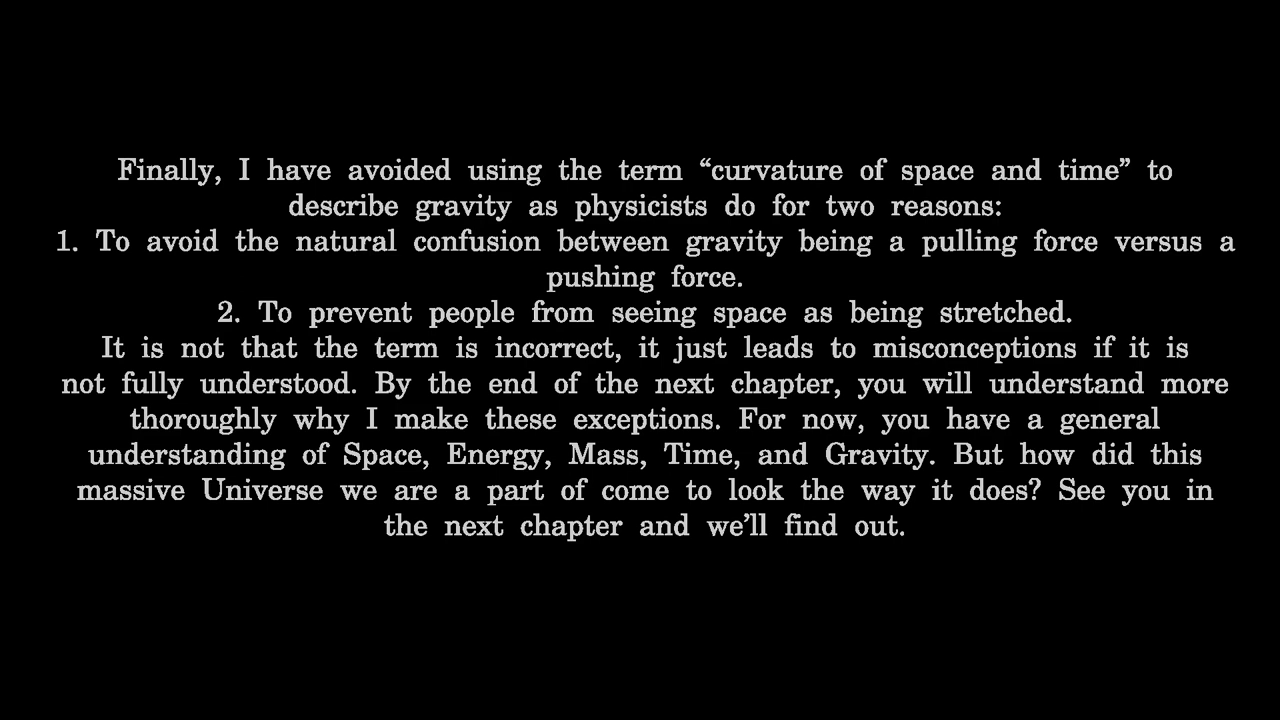 Finally, I have avoided using the term “curvature of space and time” to
describe gravity as physicists do for two reasons:
1. To avoid the natural confusion between gravity being a pulling force versus a
pushing force.
2. To prevent people from seeing space as being stretched.
It is not that the term is incorrect, it just leads to misconceptions if it is
not fully understood. By the end of the next chapter, you will understand more
thoroughly why I make these exceptions. For now, you have a general
understanding of Space, Energy, Mass, Time, and Gravity. But how did this
massive Universe we are a part of come to look the way it does? See you in
the next chapter and we’ll find out.